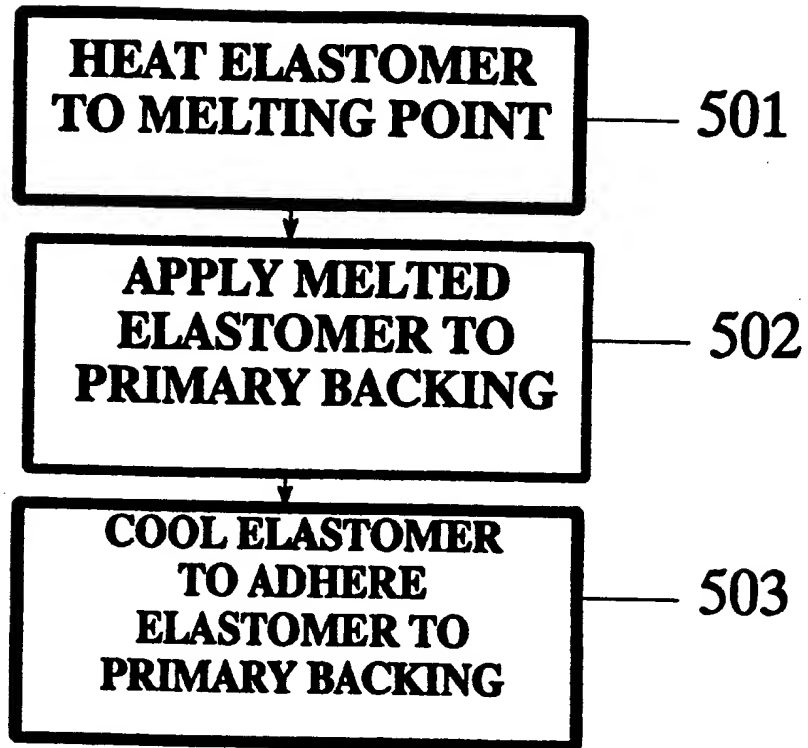 HEAT ELASTOMER
TO MELTING POINT
501
APPLY MELTED
ELASTOMER TO
PRIMARY BACKING
502
COOL ELASTOMER
TO ADHERE
ELASTOMER TO
PRIMARY BACKING
503